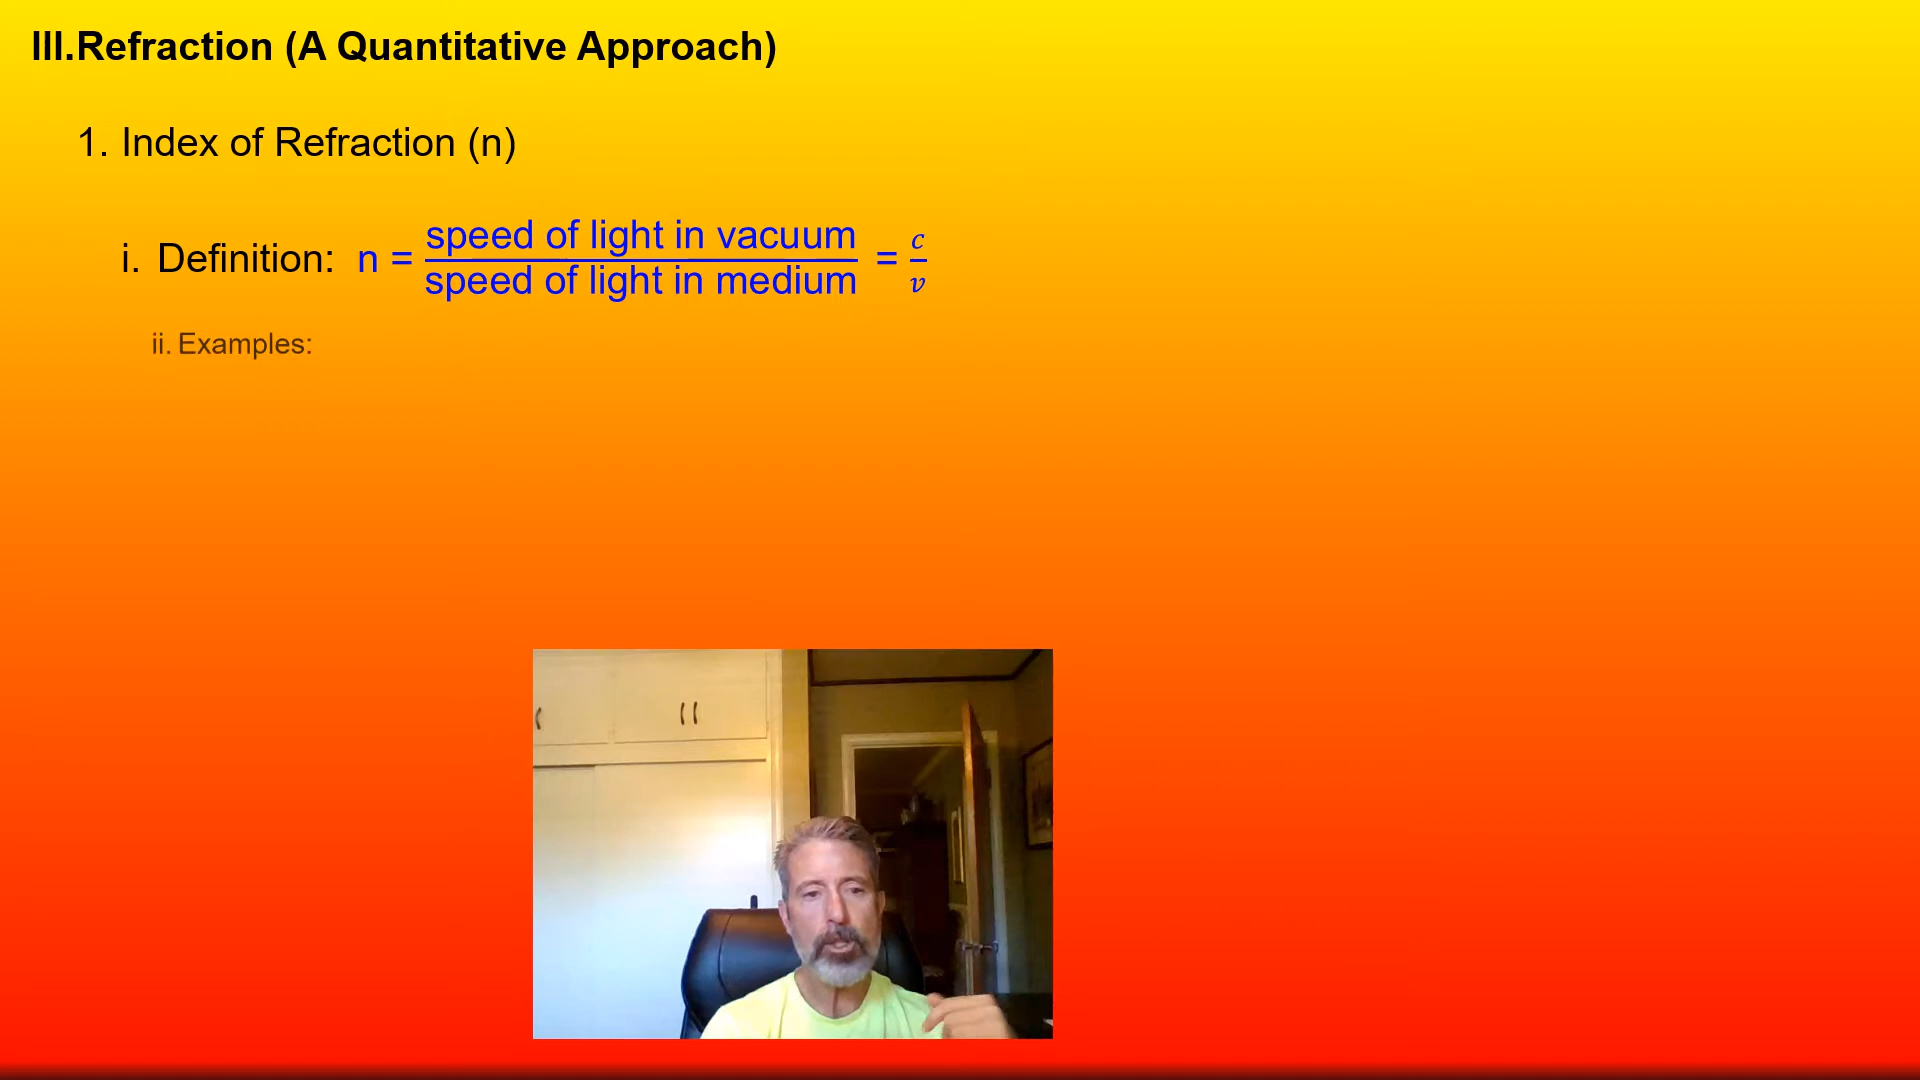 III.Refraction (A Quantitative Approach)
1. Index of Refraction (n)
i. Definition: n = speed of light in vacuum / speed of light in medium = c / v
ii. Examples: